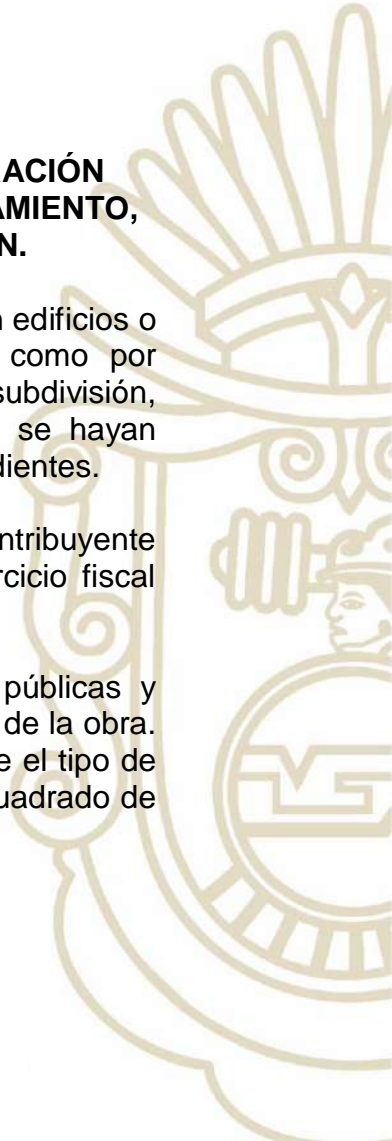 ACIÓN
AMIENTO,
N.
n edificios o
como por
subdivisión,
se hayan
dientes.
ntribuyente
rcicio fiscal
públicas y
de la obra.
e el tipo de
uadrado de